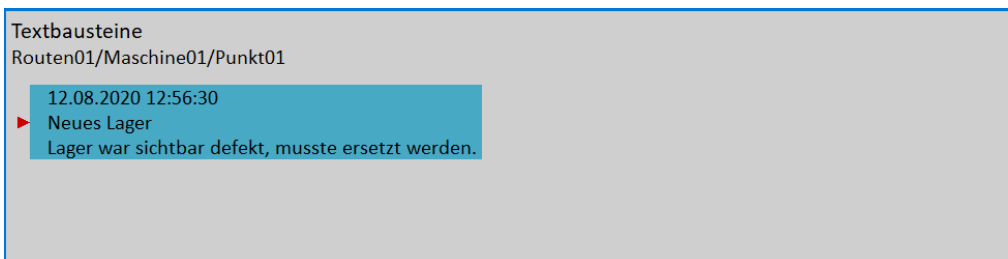 Textbausteine
Routen01/Maschine01/Punkt01
12.08.2020 12:56:30
Neues Lager
Lager war sichtbar defekt, musste ersetzt werden.